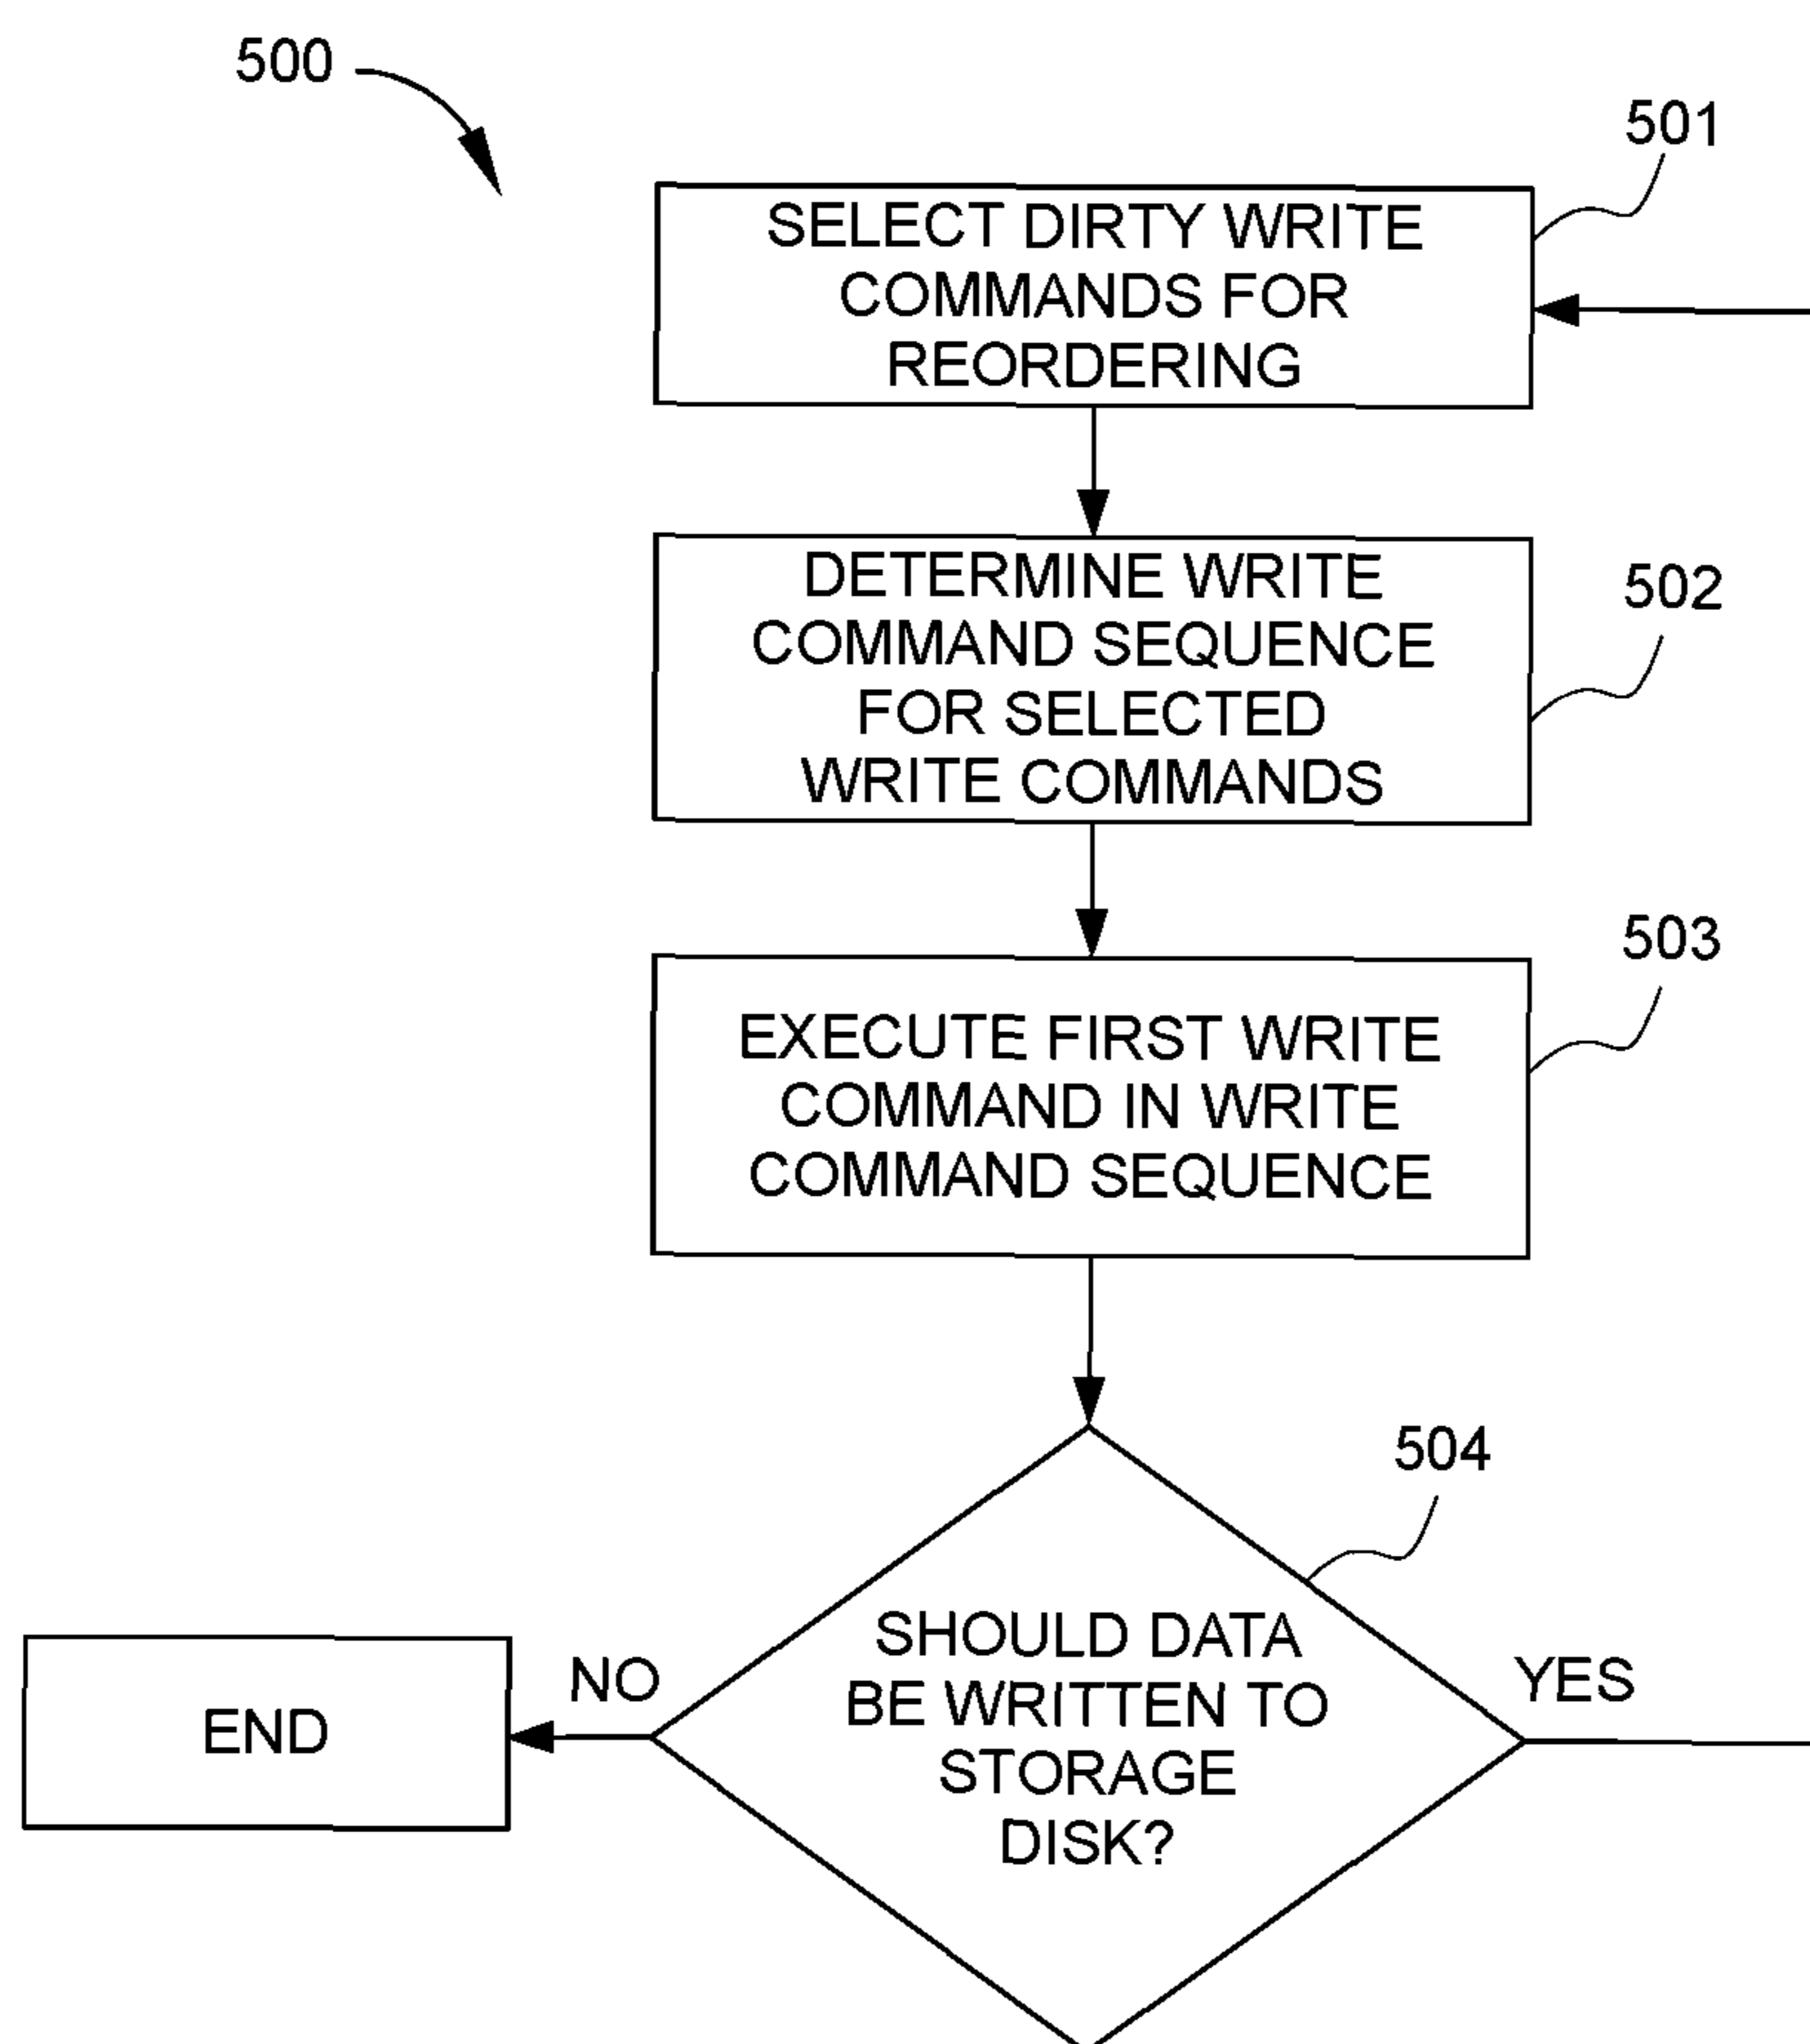 500
501
SELECT DIRTY WRITE
COMMANDS FOR
REORDERING
502
DETERMINE WRITE
COMMAND SEQUENCE
FOR SELECTED
WRITE COMMANDS
503
EXECUTE FIRST WRITE
COMMAND IN WRITE
COMMAND SEQUENCE
504
SHOULD DATA
BE WRITTEN TO
STORAGE
DISK?
NO
YES
END